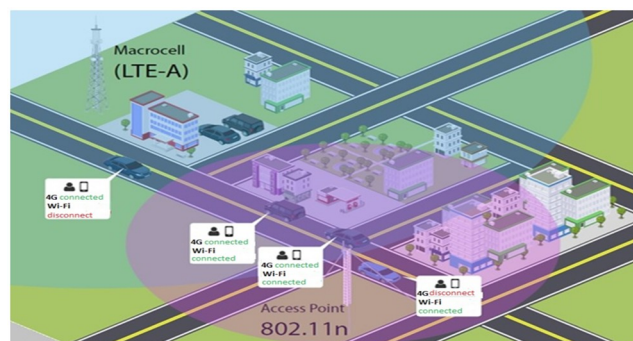 Macrocell
(LTE-A)
4G connected
Wi-Fi
disconnect
4G connected
Wi-Fi
connected
4G connected
Wi-Fi
connected
4G disconnect
Wi-Fi
connected
Access Point
802.11n